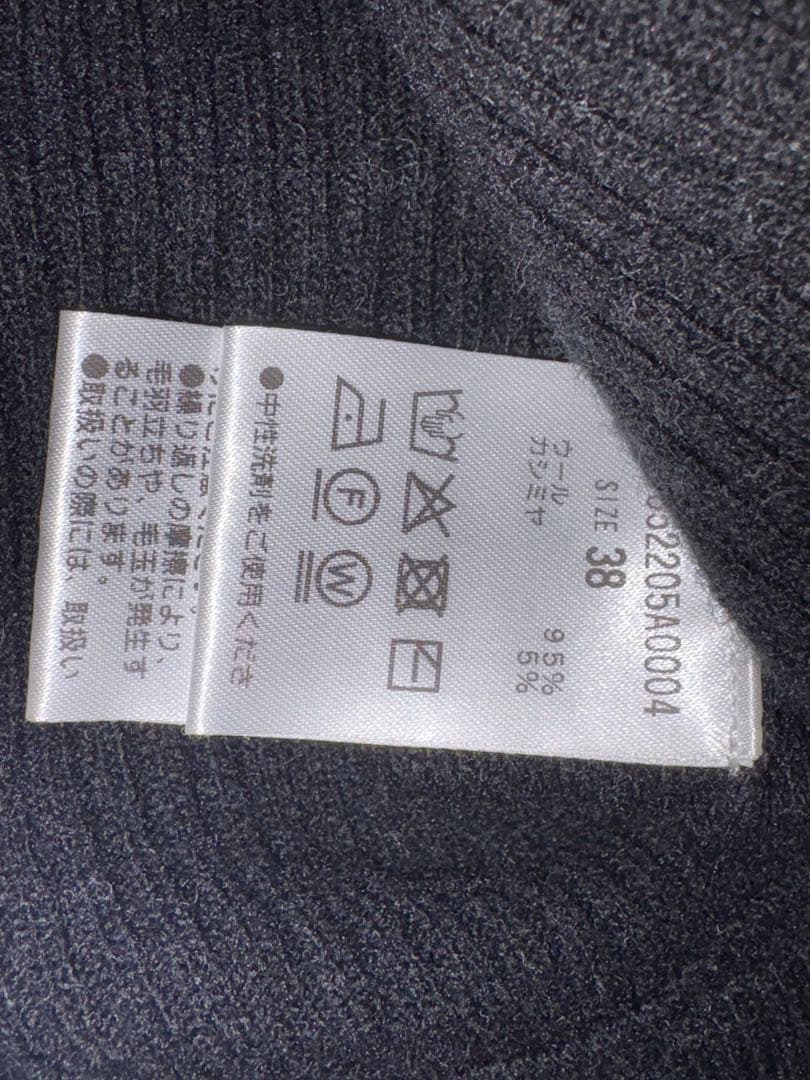 652205A0004
SIZE 38
ウール 95%
カシミヤ 5%
F
W
●中性洗剤をご使用くださ
●繰り返しの摩擦により、
毛羽立ちや、毛玉が発生す
ることがあります。
●取扱いの際には、取扱い